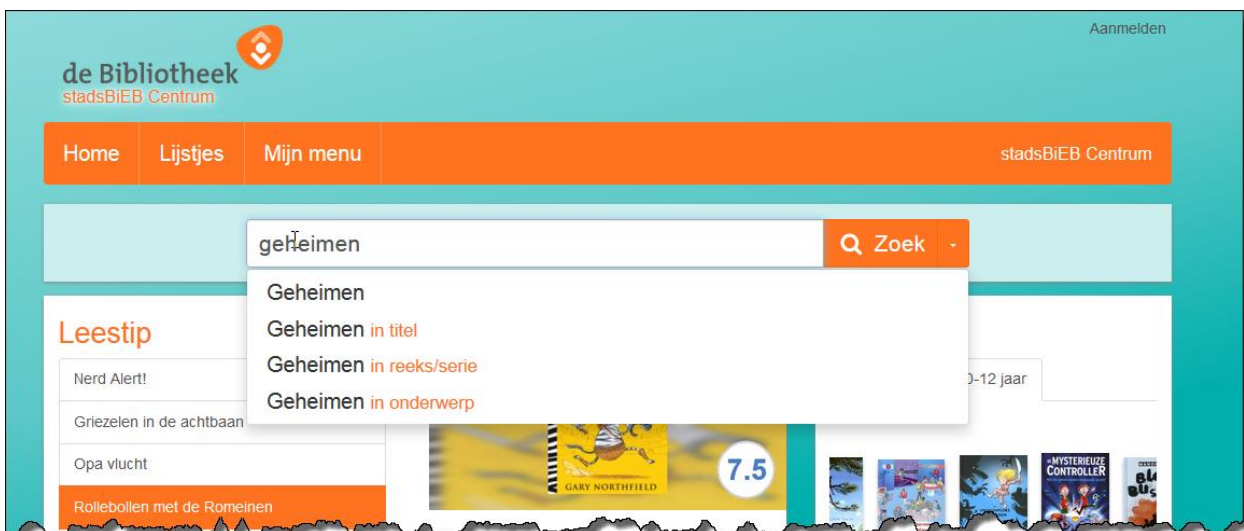 Aanmelden
de Bibliotheek
stadsBiEB Centrum
Home Lijstjes Mijn menu stadsBiEB Centrum
geheimen Zoek
Geheimen
Geheimen in titel
Geheimen in reeks/serie
Geheimen in onderwerp
Leestip
Nerd Alert!
Griezelen in de achtbaan
Opa vlucht
Rollebollen met de Romeinen
GARY NORTHFIELD
7.5
0-12 jaar
MYSTERIEUZE
CONTROLLER